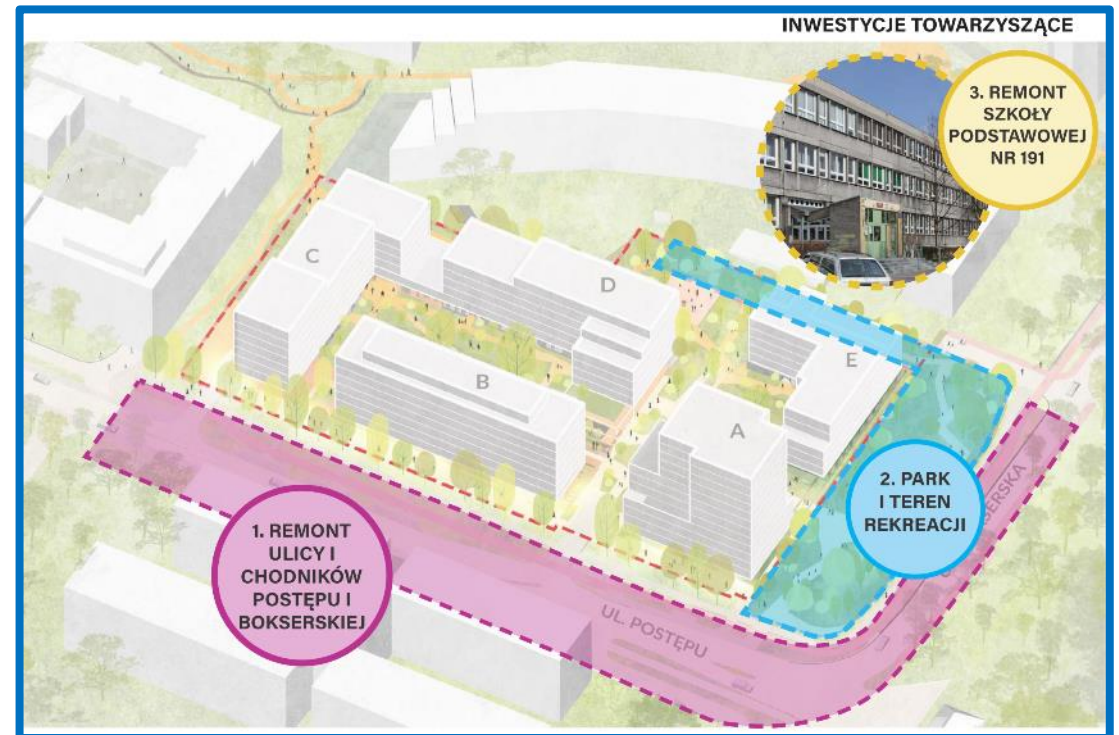 INWESTYCJE TOWARZYSZĄCE
3. REMONT
SZKOŁY
PODSTAWOWEJ
NR 191
C
D
B
E
A
2. PARK
I TEREN
REKREACJI
1. REMONT
ULICY I
CHODNIKÓW
POSTĘPU I
BOKSERSKIEJ
UL. POSTĘPU